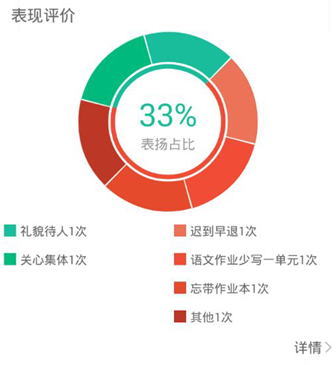 表现评价
33%
表扬占比
礼貌待人1次 迟到早退1次
关心集体1次 语文作业少写一单元1次
忘带作业本1次
其他1次
详情